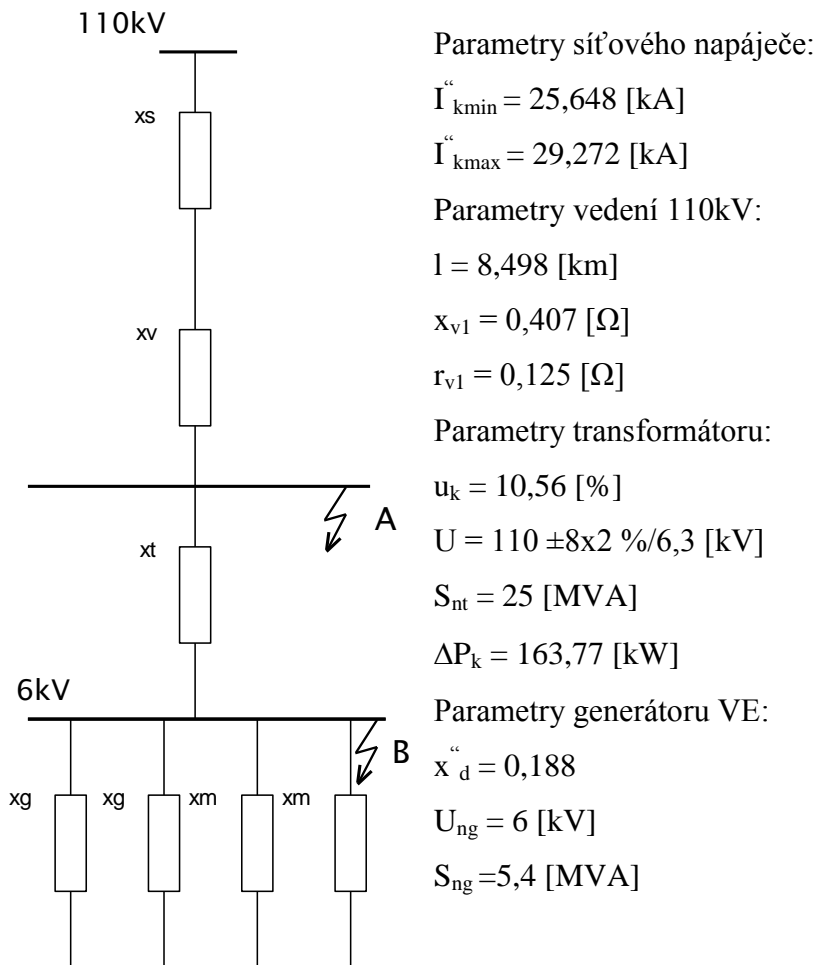 110kV
xs
xv
A
xt
6kV
B
xg
xg
xm
xm
Parametry síťového napáječe:
I“kmin = 25,648 [kA]
I“kmax = 29,272 [kA]
Parametry vedení 110kV:
l = 8,498 [km]
xv1 = 0,407 [Ω]
rv1 = 0,125 [Ω]
Parametry transformátoru:
uk = 10,56 [%]
U = 110 ±8x2 %/6,3 [kV]
Snt = 25 [MVA]
ΔPk = 163,77 [kW]
Parametry generátoru VE:
x“d = 0,188
Ung = 6 [kV]
Sng =5,4 [MVA]